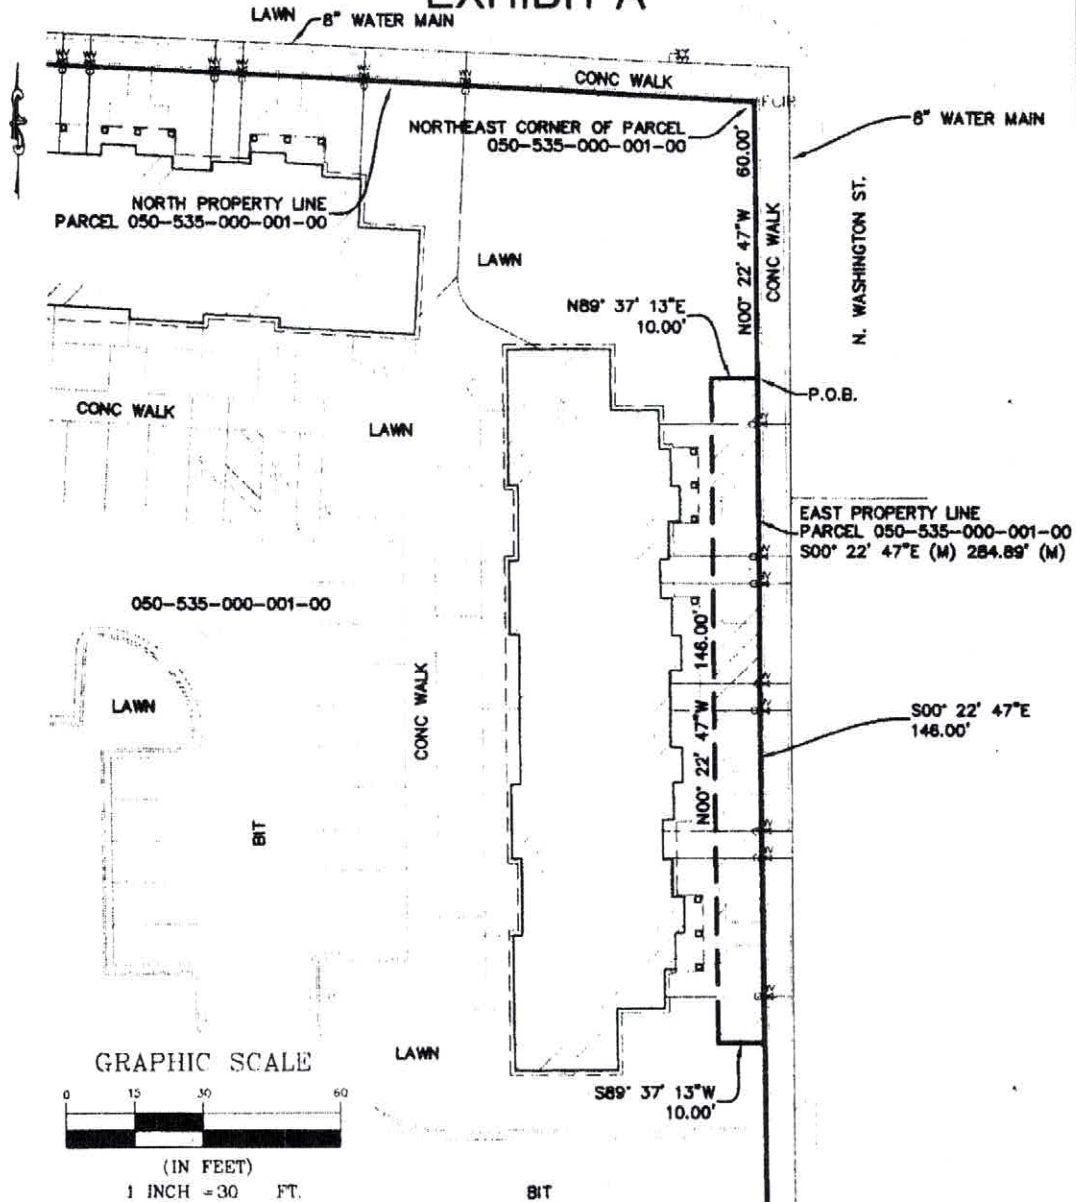 EXHIBIT A
LAWN
8" WATER MAIN
CONC WALK
8" WATER MAIN
NORTHEAST CORNER OF PARCEL
050-535-000-001-00
NORTH PROPERTY LINE
PARCEL 050-535-000-001-00
N00° 22' 47"W 60.00'
CONC WALK
N. WASHINGTON ST.
LAWN
N89° 37' 13"E
10.00'
P.O.B.
CONC WALK
LAWN
EAST PROPERTY LINE
PARCEL 050-535-000-001-00
S00° 22' 47"E (M) 284.89' (M)
050-535-000-001-00
N00° 22' 47"W 146.00'
LAWN
CONC WALK
S00° 22' 47"E
146.00'
BIT
LAWN
S89° 37' 13"W
10.00'
GRAPHIC SCALE
0 15 30 60
(IN FEET)
1 INCH = 30 FT.
BIT